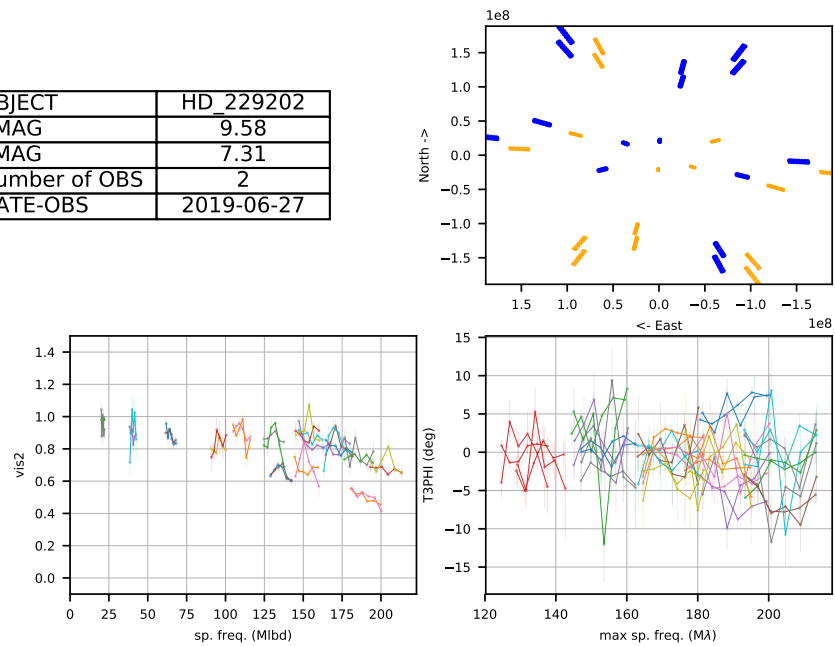 1e8
BJECT HD_229202
MAG 9.58
MAG 7.31
umber of OBS 2
ATE-OBS 2019-06-27
North ->
1.5
1.0
0.5
0.0
−0.5
−1.0
−1.5
1.5 1.0 0.5 0.0 −0.5 −1.0 −1.5
<- East
1e8
vis2
1.4
1.2
1.0
0.8
0.6
0.4
0.2
0.0
0 25 50 75 100 125 150 175 200
sp. freq. (Mlbd)
T3PHI (deg)
15
10
5
0
−5
−10
−15
120 140 160 180 200
max sp. freq. (Mλ)